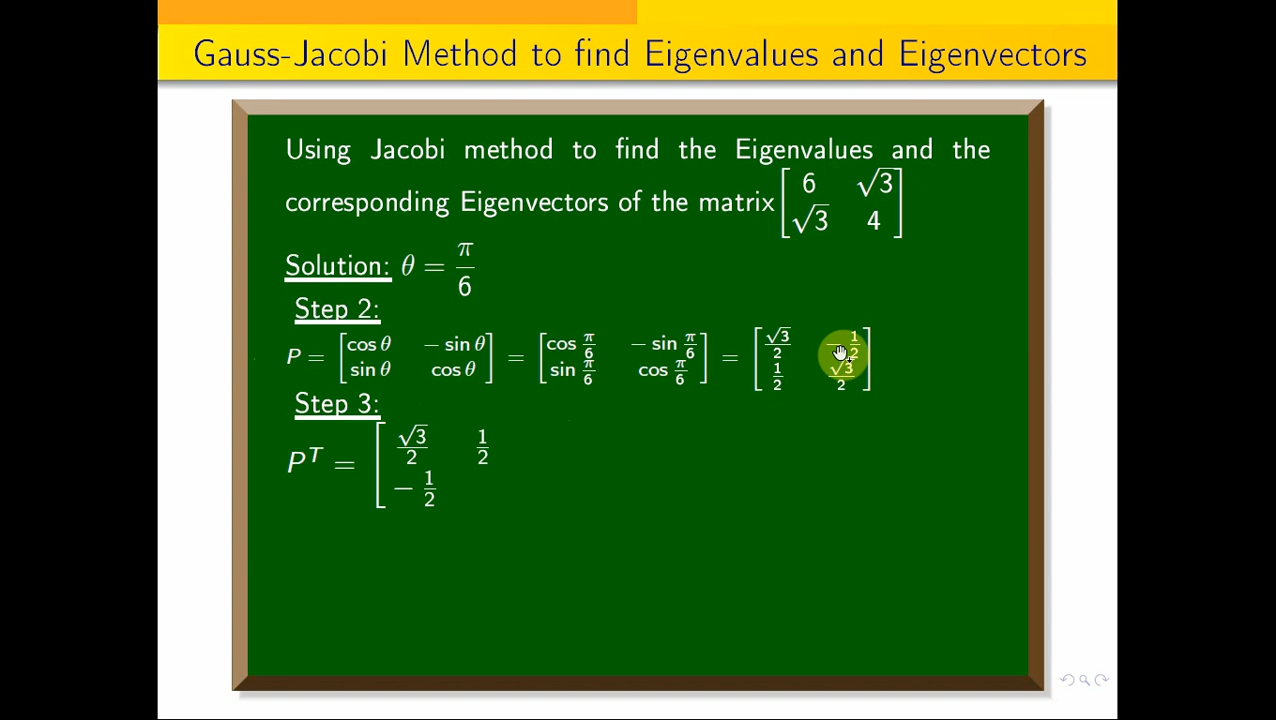 Gauss-Jacobi Method to find Eigenvalues and Eigenvectors
Using Jacobi method to find the Eigenvalues and the
corresponding Eigenvectors of the matrix [6 √3; √3 4]
Solution: θ = π/6
Step 2:
P = [cos θ − sin θ; sin θ cos θ] = [cos π/6 − sin π/6; sin π/6 cos π/6] = [√3/2 − 1/2; 1/2 √3/2]
Step 3:
Pᵀ = [√3/2 1/2; − 1/2